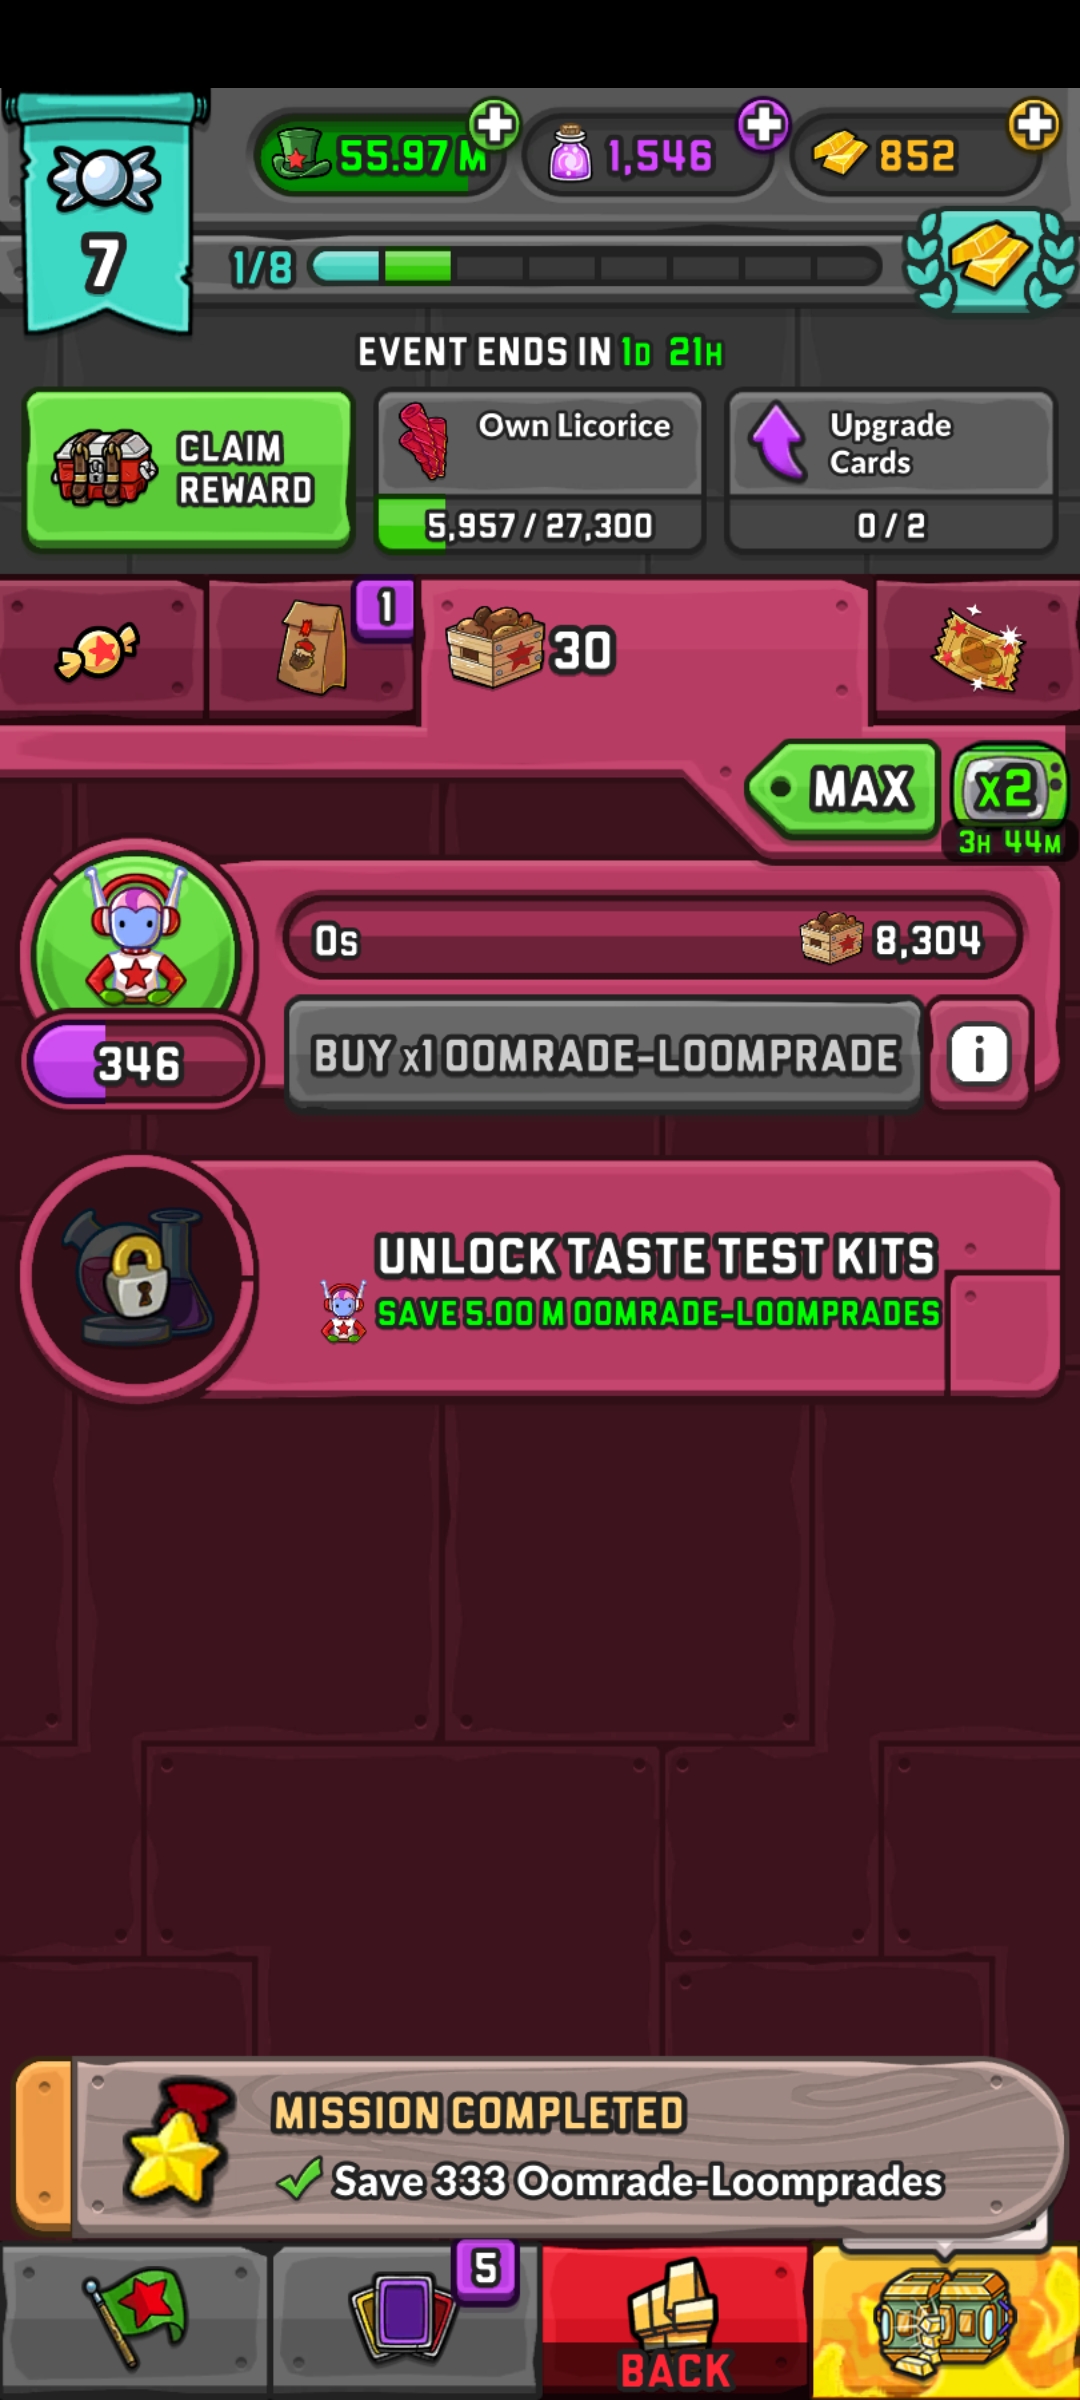 55.97 M
1,546
852
7
1/8
EVENT ENDS IN 1D 21H
CLAIM
REWARD
Own Licorice
5,957 / 27,300
Upgrade
Cards
0 / 2
1
30
MAX
x2
3H 44M
0s
8,304
346
BUY x1 OOMRADE-LOOMPRADE
i
UNLOCK TASTE TEST KITS
SAVE 5.00 M OOMRADE-LOOMPRADES
MISSION COMPLETED
Save 333 Oomrade-Loomprades
5
BACK